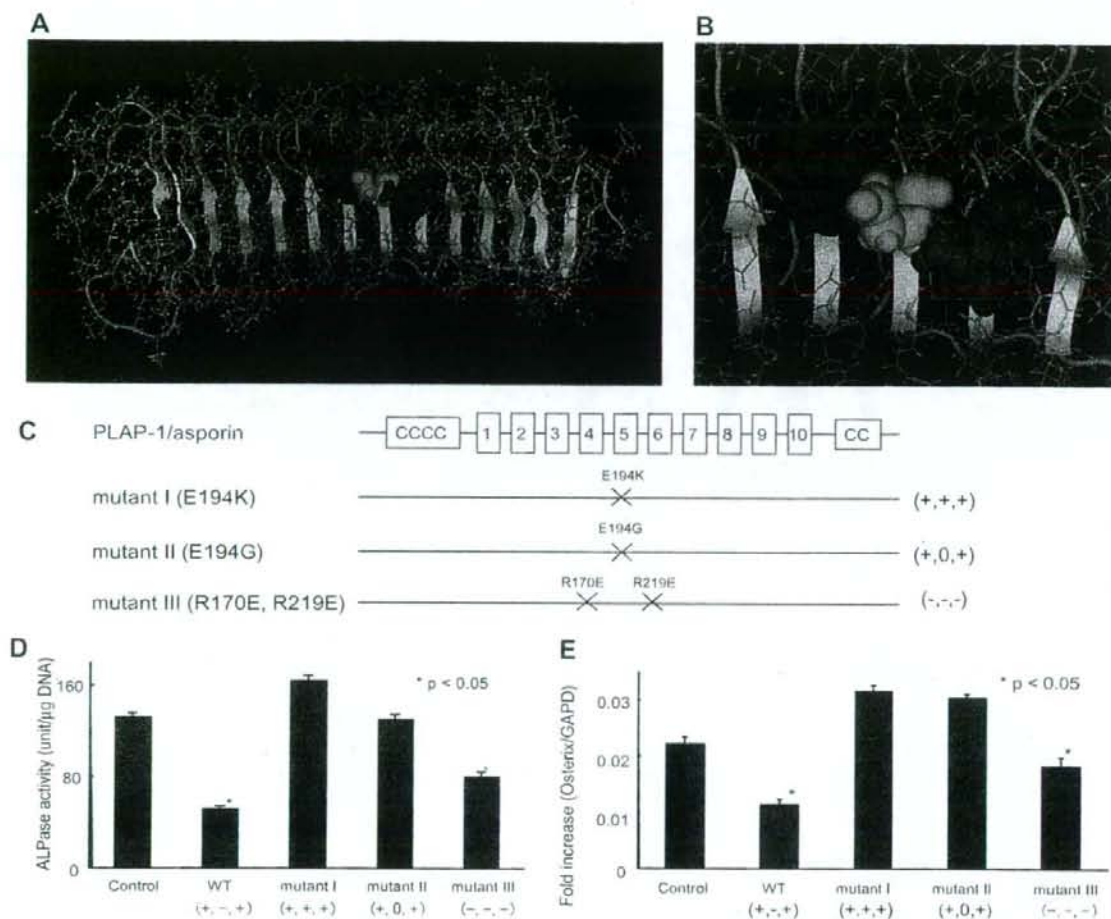 A
B
C
PLAP-1/asporin
CCCC 1 2 3 4 5 6 7 8 9 10 CC
E194K
mutant I (E194K) (+,+,+)
E194G
mutant II (E194G) (+,0,+)
R170E R219E
mutant III (R170E, R219E) (-,-,-)
D
ALPase activity (unit/µg DNA)
160
80
0
* p < 0.05
*
*
Control WT mutant I mutant II mutant III
(+, -, +) (+, +, +) (+, 0, +) (-, -, -)
E
Fold increase (Osterix/GAPD)
0.03
0.02
0.01
0
* p < 0.05
*
*
Control WT mutant I mutant II mutant III
(+,-,+) (+,+,+) (+,0,+) (-, -, -)